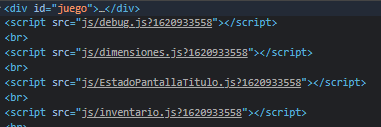 <div id="juego">…</div>
<script src="js/debug.js?1620933558"></script>
<br>
<script src="js/dimensiones.js?1620933558"></script>
<br>
<script src="js/EstadoPantallaTitulo.js?1620933558"></script>
<br>
<script src="js/inventario.js?1620933558"></script>
<br>